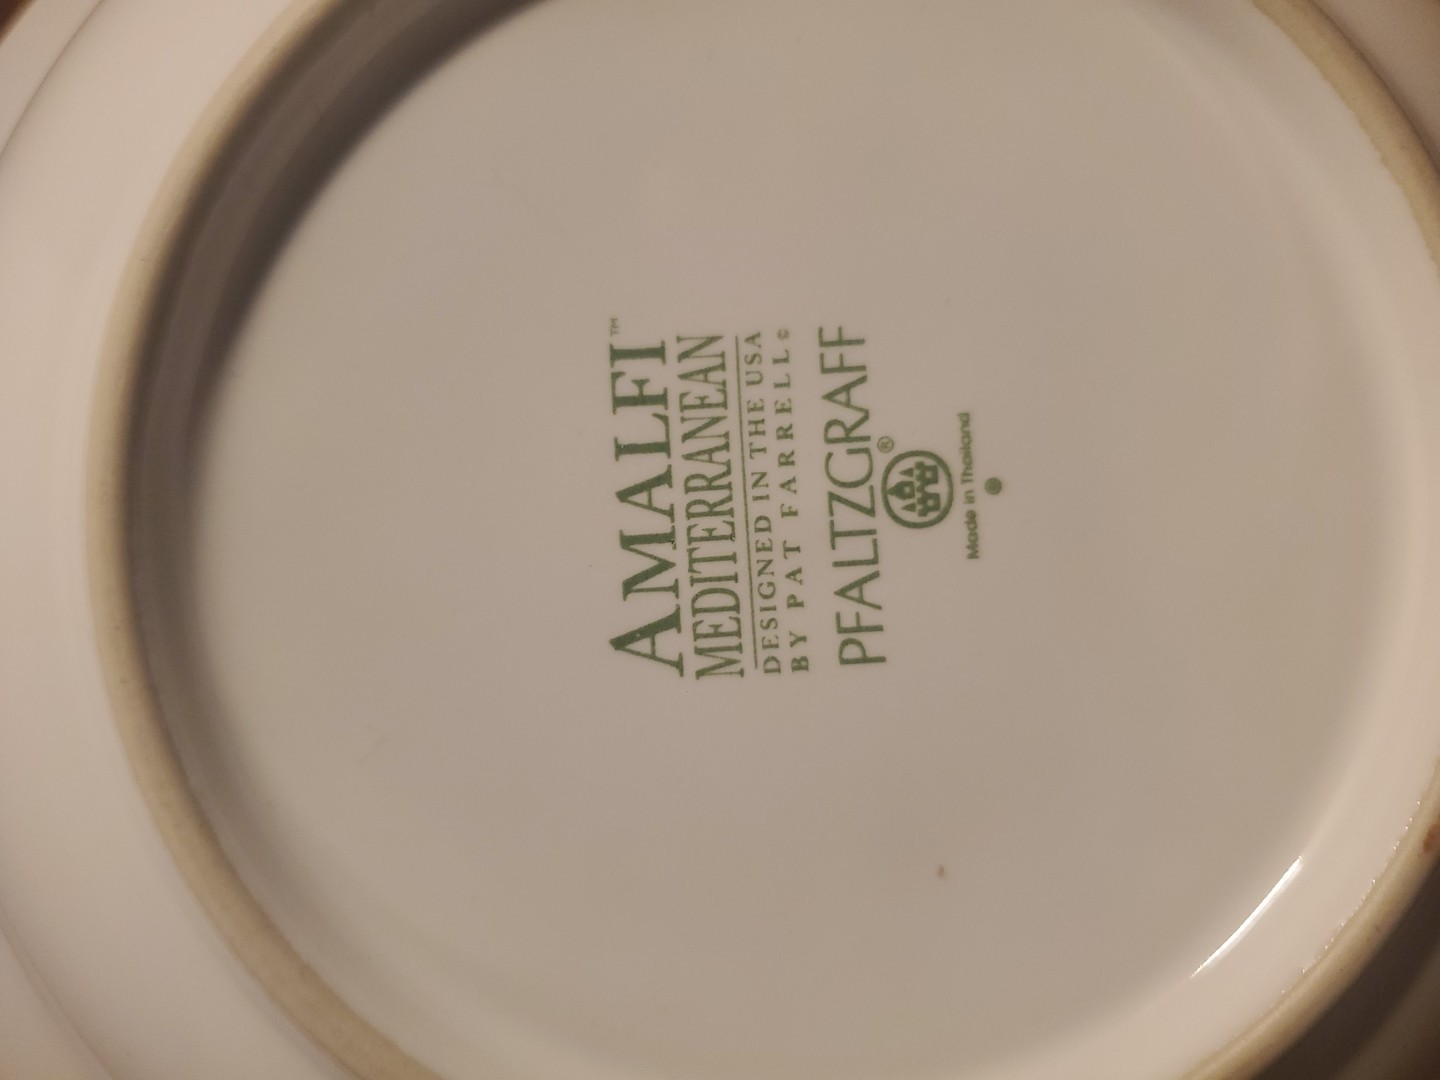 AMALFI™
MEDITERRANEAN
DESIGNED IN THE USA
BY PAT FARRELL©
PFALTZGRAFF®
Made in Thailand